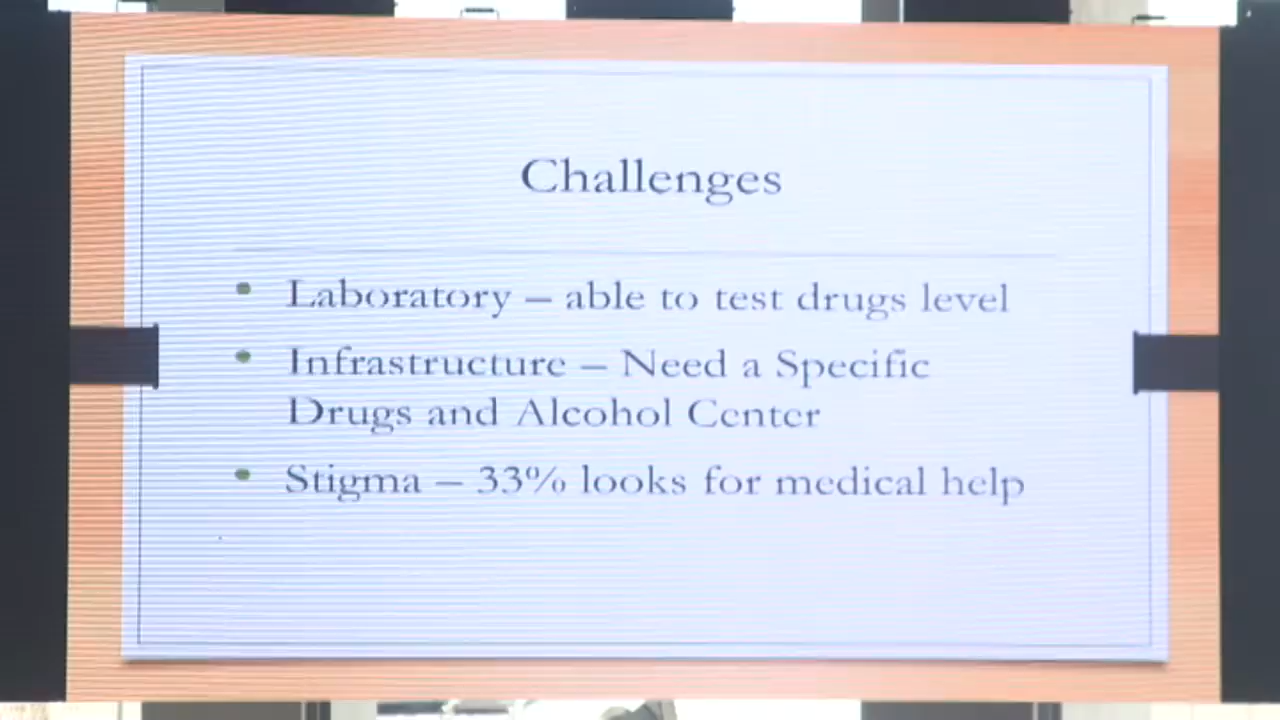 Challenges
• Laboratory – able to test drugs level
• Infrastructure – Need a Specific
Drugs and Alcohol Center
• Stigma – 33% looks for medical help